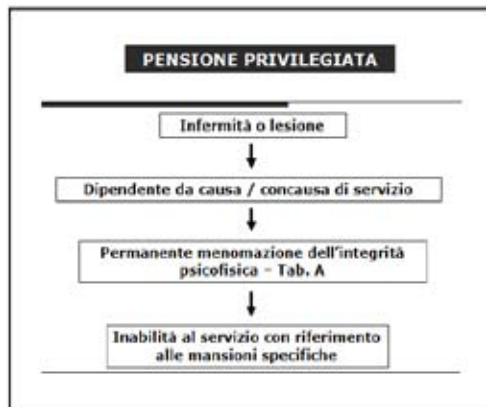 PENSIONE PRIVILEGIATA
Infermità o lesione
Dipendente da causa / concausa di servizio
Permanente menomazione dell'integrità
psicofisica – Tab. A
Inabilità al servizio con riferimento
alle mansioni specifiche